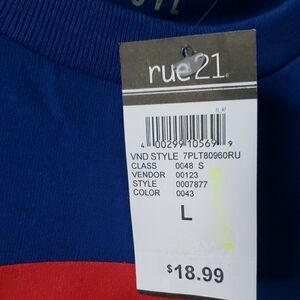 rue21
4 00299 10569 9
VND STYLE 7PLT80960RU
CLASS 0048 S
VENDOR 00123
STYLE 0007877
COLOR 0043
L
$18.99